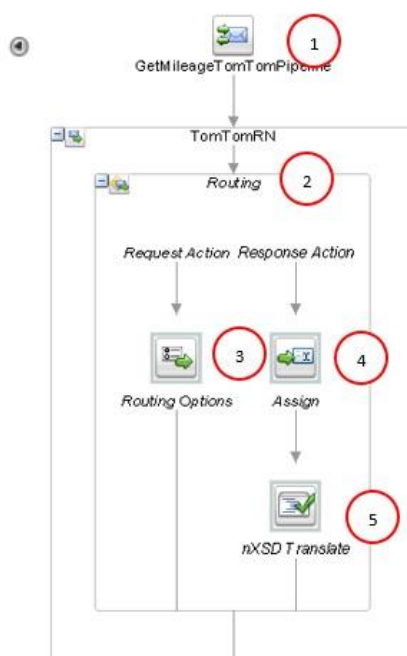 1
GetMileageTomTomPipeline
TomTomRN
Routing
2
Request Action Response Action
3
4
Routing Options Assign
5
nXSD Translate